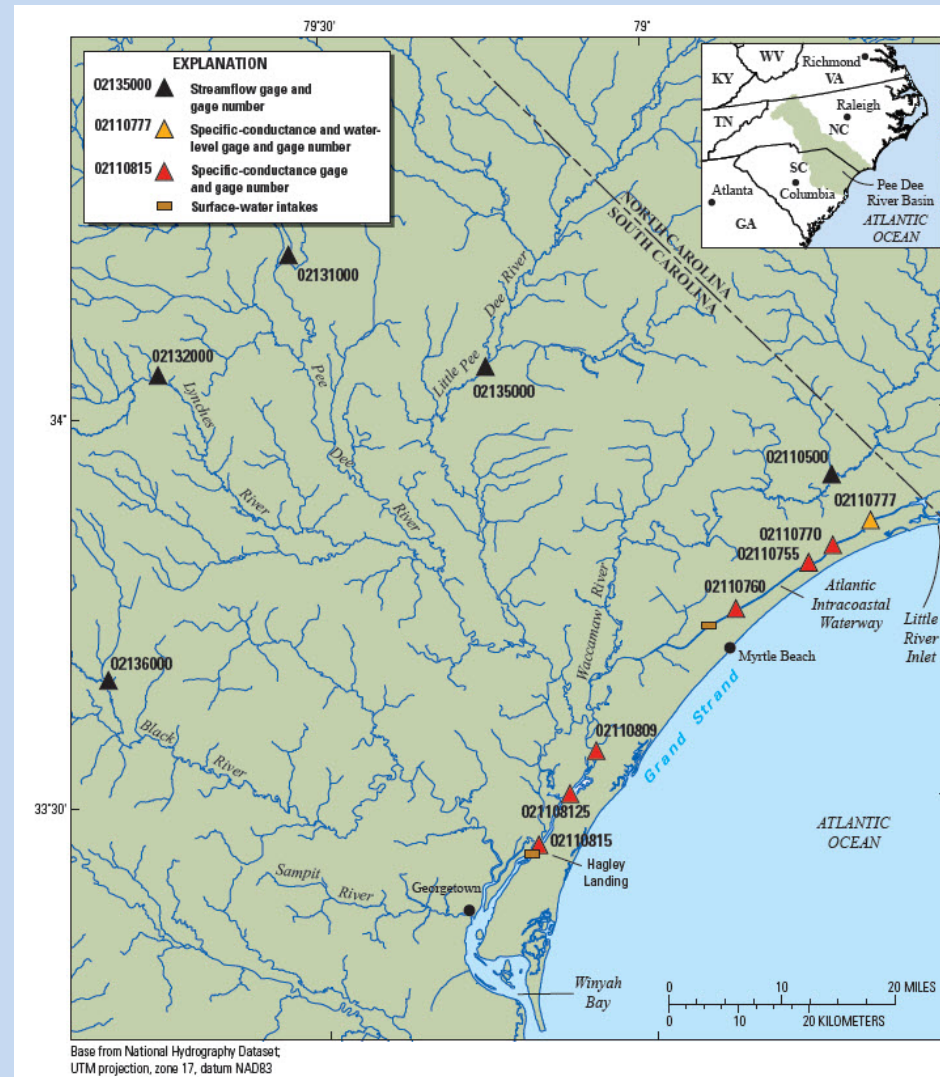 79°30'
79°
EXPLANATION
02135000
Streamflow gage and
gage number
02110777
Specific-conductance and water-
level gage and gage number
02110815
Specific-conductance gage
and gage number
Surface-water intakes
WV
Richmond
KY
VA
Raleigh
TN
NC
SC
Columbia
Pee Dee
River Basin
Atlanta
ATLANTIC
OCEAN
GA
NORTH CAROLINA
SOUTH CAROLINA
02131000
Dee River
02132000
Little Pee
Pee
02135000
Lynches
34°
Dee
02110500
River
River
02110777
02110770
02110755
Atlantic
Intracoastal
Waterway
02110760
Little
River
Inlet
Waccamaw River
Myrtle Beach
02136000
Grand Strand
Black
River
02110809
33°30'
021108125
ATLANTIC
OCEAN
02110815
Hagley
Landing
Sampit
River
Georgetown
Winyah
Bay
0 10 20 MILES
0 10 20 KILOMETERS
Base from National Hydrography Dataset;
UTM projection, zone 17, datum NAD83